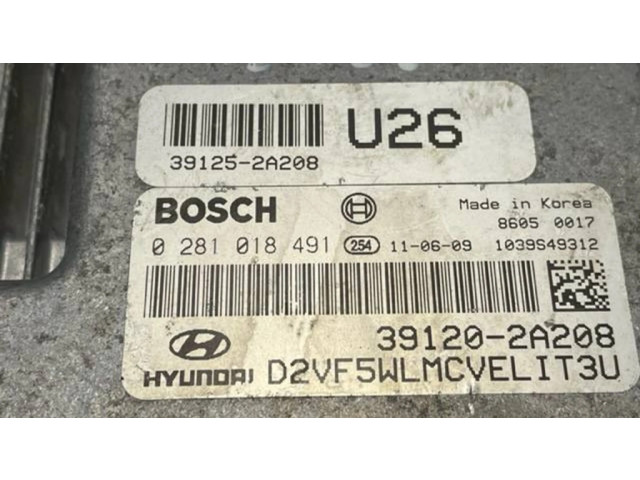 U26
39125-2A208
BOSCH
Made in Korea
8605 0017
0 281 018 491 254 11-06-09 1039S49312
39120-2A208
HYUNDAI D2VF5WLMCVELIT3U